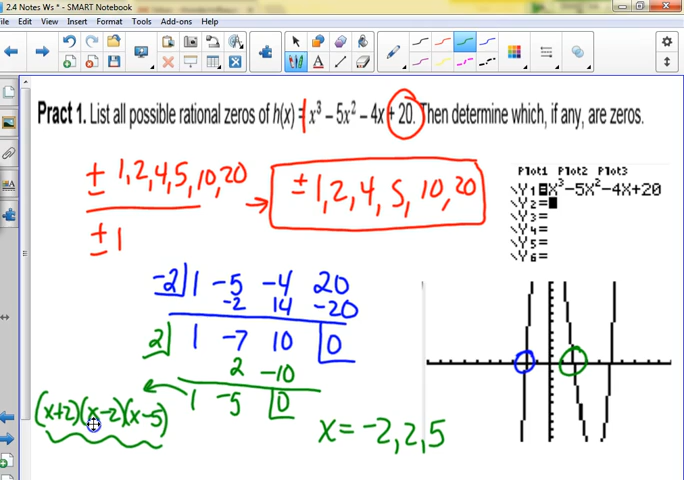 2.4 Notes Ws * - SMART Notebook
Edit View Insert Format Tools Add-ons Help
Pract 1. List all possible rational zeros of h(x) = x³ − 5x² − 4x + 20. Then determine which, if any, are zeros.
± 1,2,4,5,10,20
± 1
± 1, 2, 4, 5, 10, 20
Plot1 Plot2 Plot3
\Y1=X³−5X²−4X+20
\Y2=
\Y3=
\Y4=
\Y5=
\Y6=
-2 1 -5 -4 20
-2 14 -20
2 1 -7 10 0
2 -10
1 -5 0
(x+2)(x-2)(x-5)
x = -2, 2, 5